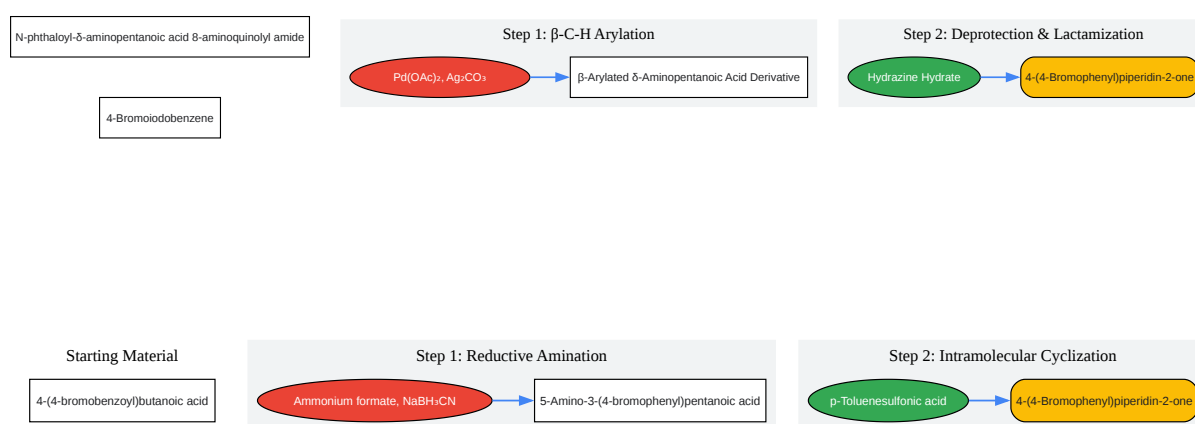 N-phthaloyl-δ-aminopentanoic acid 8-aminoquinolyl amide
4-Bromoiodobenzene
Step 1: β-C-H Arylation
Pd(OAc)₂, Ag₂CO₃
β-Arylated δ-Aminopentanoic Acid Derivative
Step 2: Deprotection & Lactamization
Hydrazine Hydrate
4-(4-Bromophenyl)piperidin-2-one
Starting Material
4-(4-bromobenzoyl)butanoic acid
Step 1: Reductive Amination
Ammonium formate, NaBH₃CN
5-Amino-3-(4-bromophenyl)pentanoic acid
Step 2: Intramolecular Cyclization
p-Toluenesulfonic acid
4-(4-Bromophenyl)piperidin-2-one